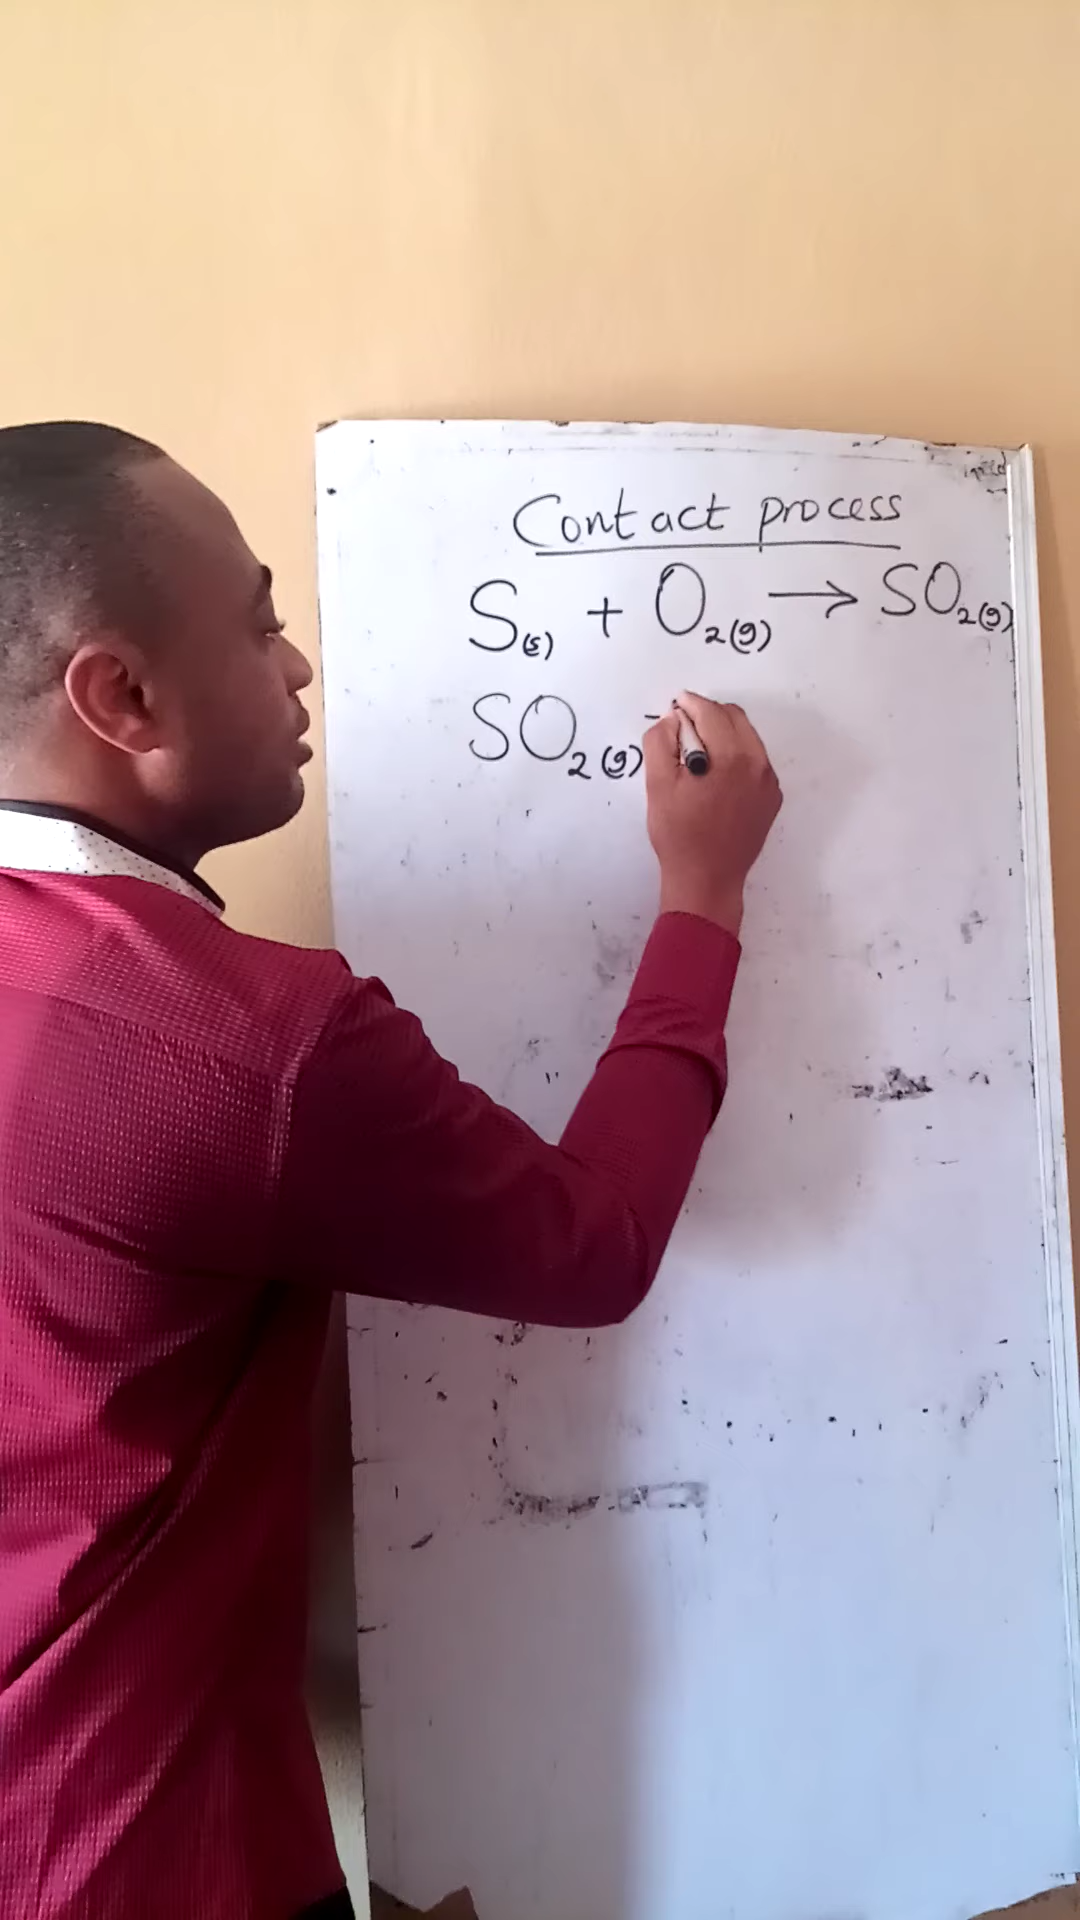 Contact process
S(s) + O₂(g) → SO₂(g)
SO₂(g) -